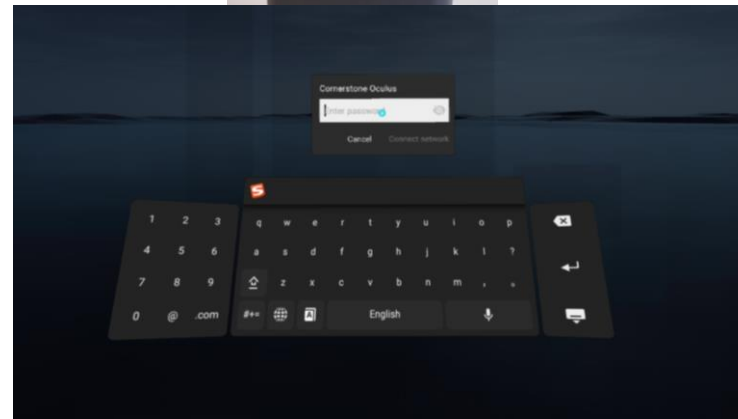 Cornerstone Oculus
Enter password
Cancel Connect network
S
1 2 3 q w e r t y u i o p
4 5 6 a s d f g h j k l ?
7 8 9 z x c v b n m , 。
0 @ .com #+= A English